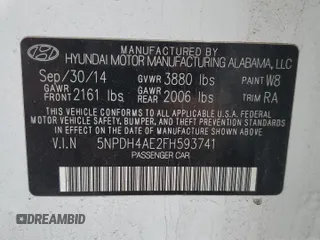 HYUNDAI MOTOR MANUFACTURING ALABAMA, LLC
Sep/30/14 GVWR 3880 lbs PAINT W8
GAWR FRONT 2161 lbs GAWR REAR 2006 lbs TRIM RA
THIS VEHICLE CONFORMS TO ALL APPLICABLE
U.S. FEDERAL MOTOR VEHICLE SAFETY, BUMPER, AND
THEFT PREVENTION STANDARDS IN EFFECT ON THE
DATE OF MANUFACTURE SHOWN ABOVE.
V.I.N 5NPDH4AE2FH593741
PASSENGER CAR
DREAMBID